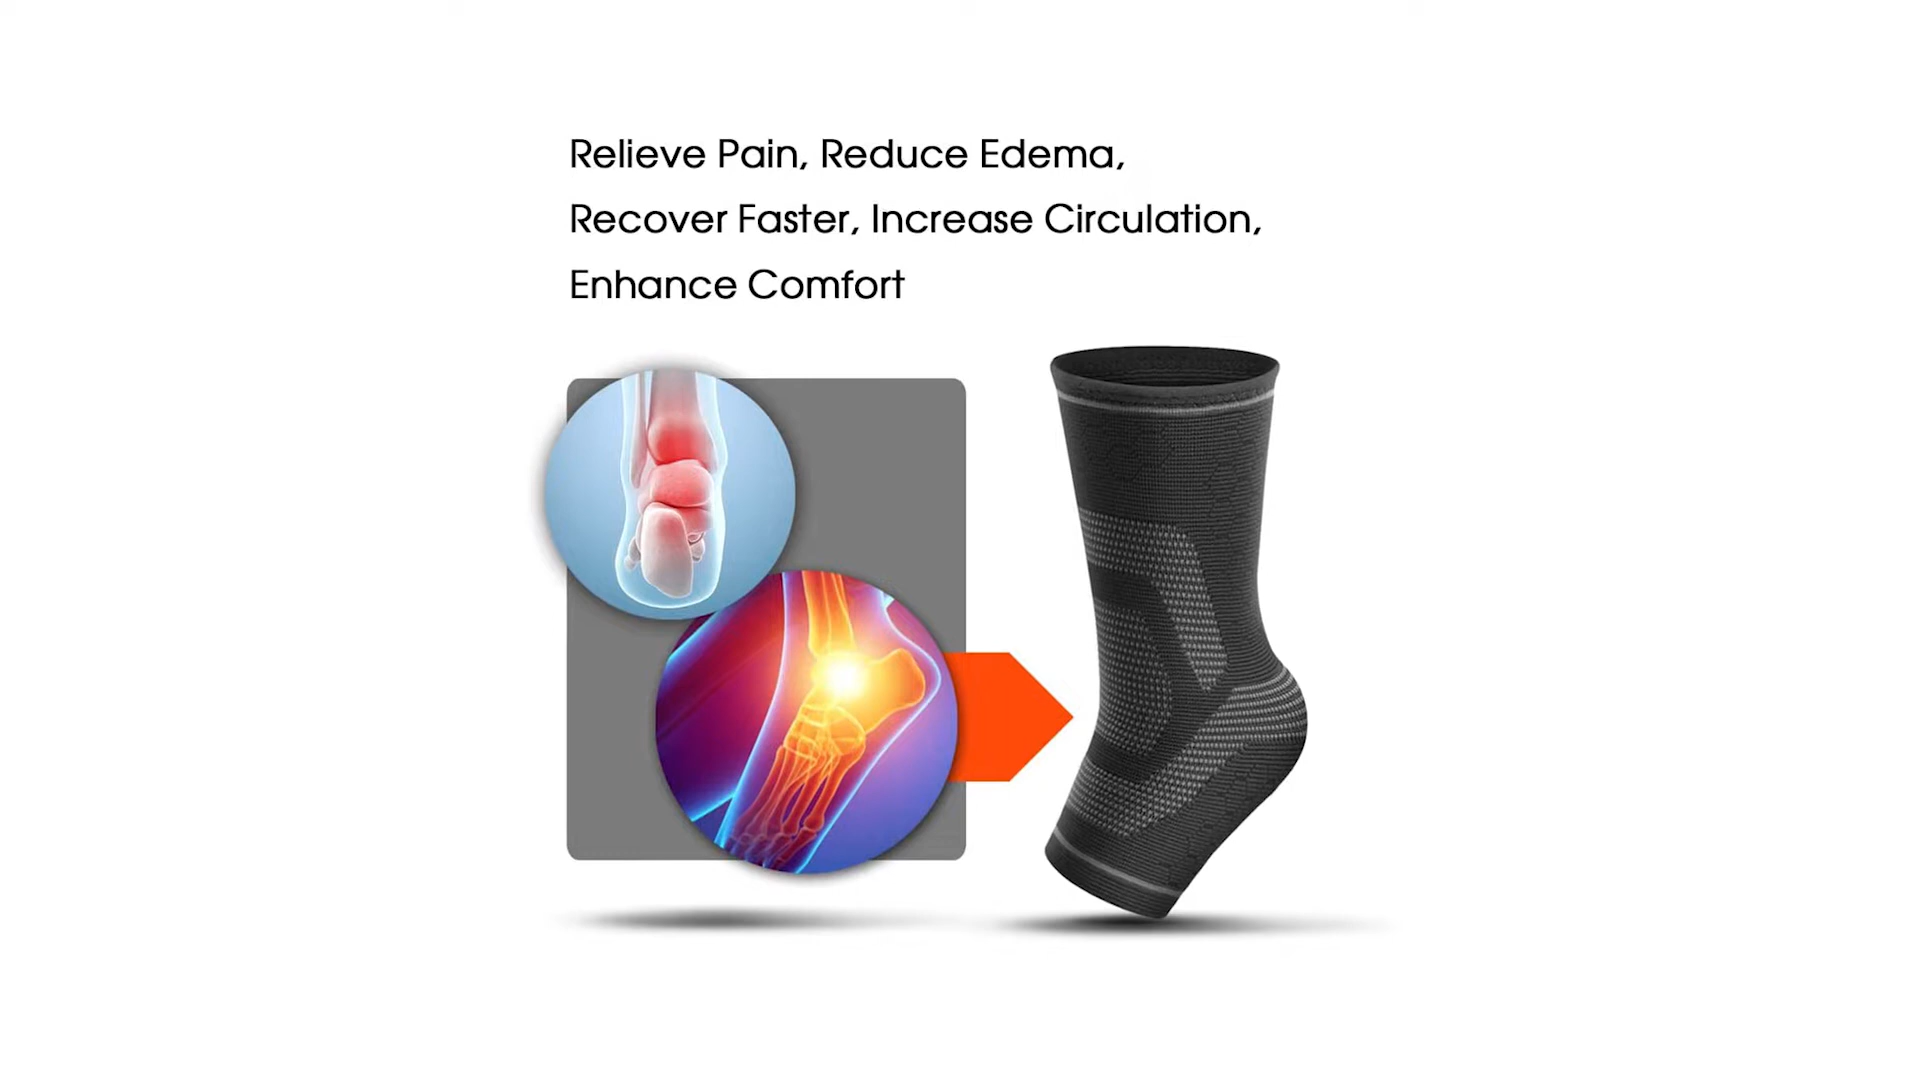 Relieve Pain, Reduce Edema,
Recover Faster, Increase Circulation,
Enhance Comfort